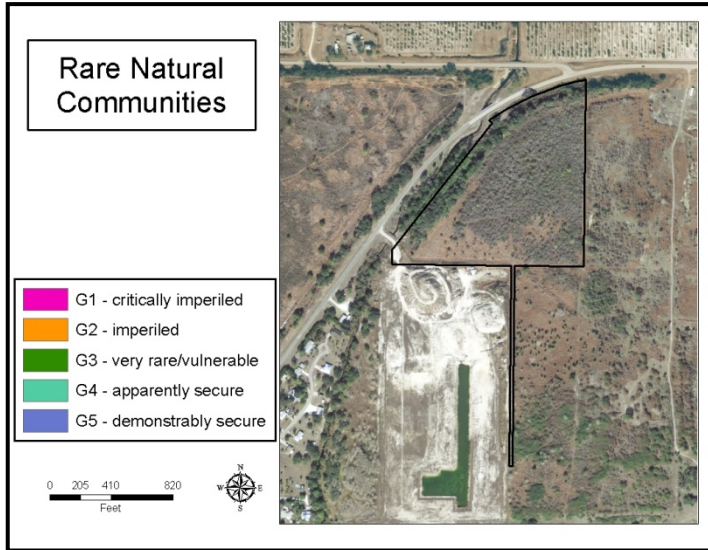 Rare Natural
Communities
G1 - critically imperiled
G2 - imperiled
G3 - very rare/vulnerable
G4 - apparently secure
G5 - demonstrably secure
0 205 410 820
Feet
N
W E
S